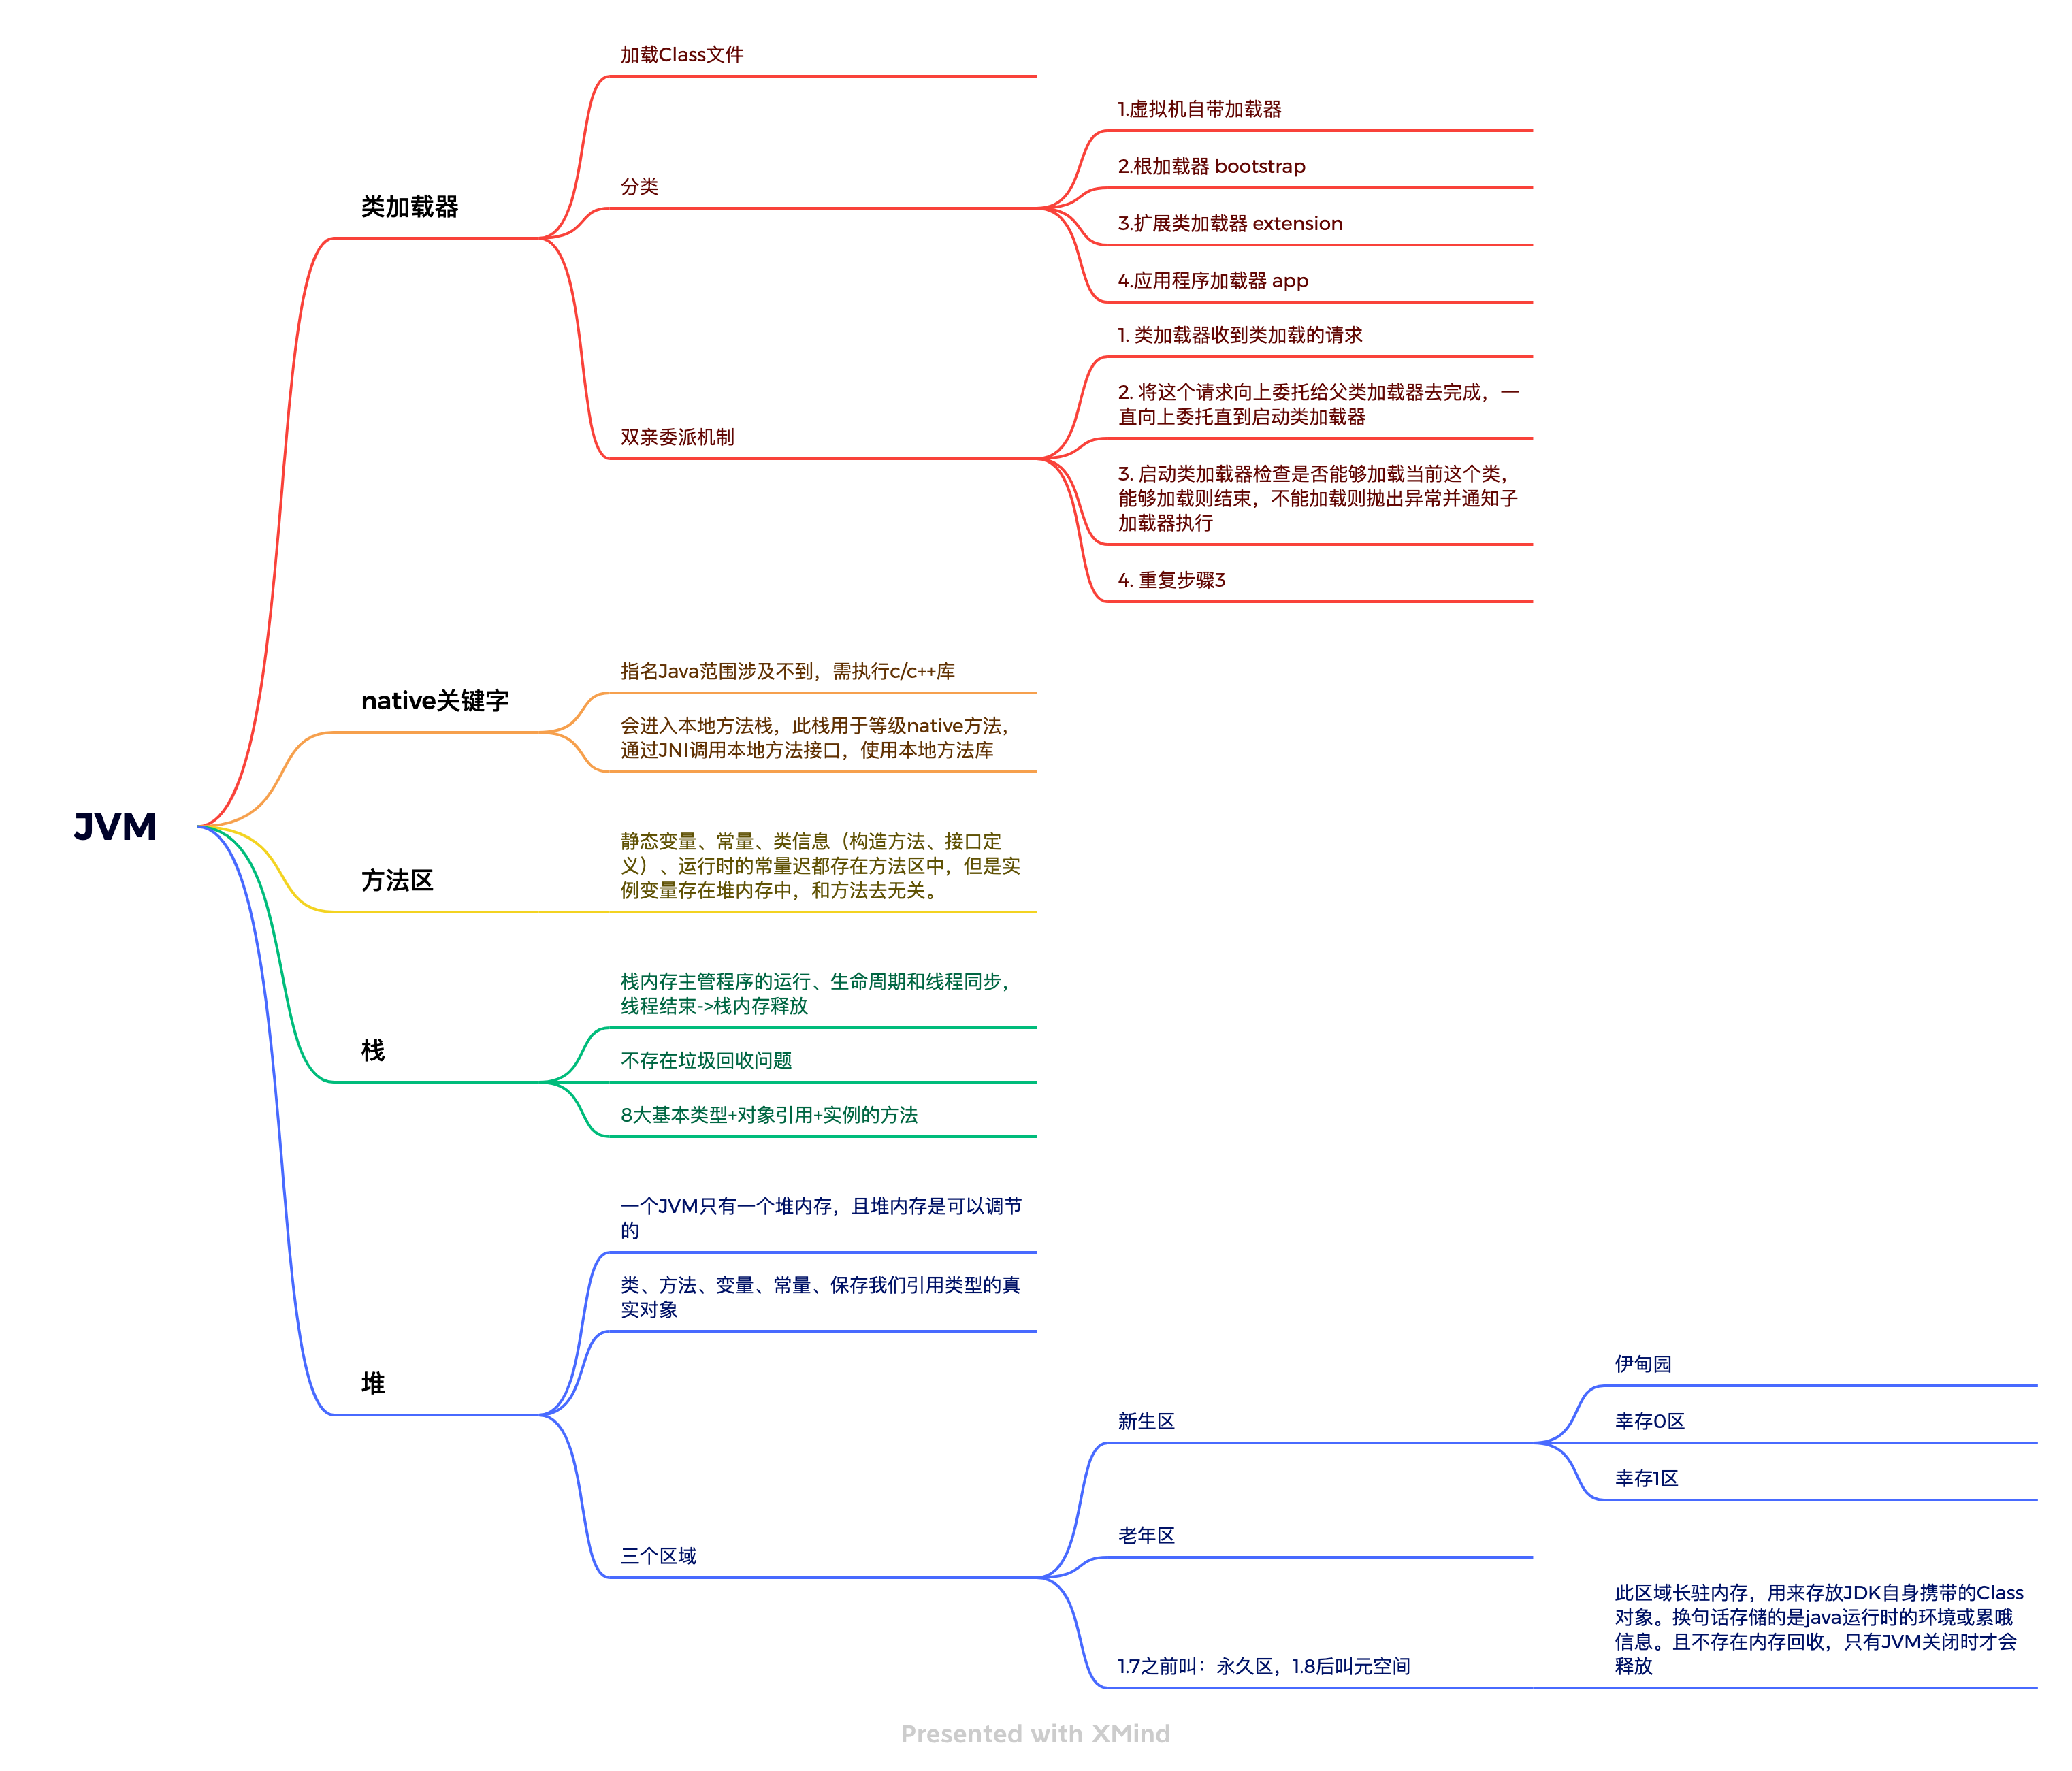 JVM
类加载器
加载Class文件
分类
1.虚拟机自带加载器
2.根加载器 bootstrap
3.扩展类加载器 extension
4.应用程序加载器 app
双亲委派机制
1. 类加载器收到类加载的请求
2. 将这个请求向上委托给父类加载器去完成，一
直向上委托直到启动类加载器
3. 启动类加载器检查是否能够加载当前这个类，
能够加载则结束，不能加载则抛出异常并通知子
加载器执行
4. 重复步骤3
native关键字
指名Java范围涉及不到，需执行c/c++库
会进入本地方法栈，此栈用于等级native方法，
通过JNI调用本地方法接口，使用本地方法库
方法区
静态变量、常量、类信息（构造方法、接口定
义）、运行时的常量迟都存在方法区中，但是实
例变量存在堆内存中，和方法去无关。
栈
栈内存主管程序的运行、生命周期和线程同步，
线程结束->栈内存释放
不存在垃圾回收问题
8大基本类型+对象引用+实例的方法
堆
一个JVM只有一个堆内存，且堆内存是可以调节
的
类、方法、变量、常量、保存我们引用类型的真
实对象
三个区域
新生区
伊甸园
幸存0区
幸存1区
老年区
1.7之前叫：永久区，1.8后叫元空间
此区域长驻内存，用来存放JDK自身携带的Class
对象。换句话存储的是java运行时的环境或累哦
信息。且不存在内存回收，只有JVM关闭时才会
释放
Presented with XMind